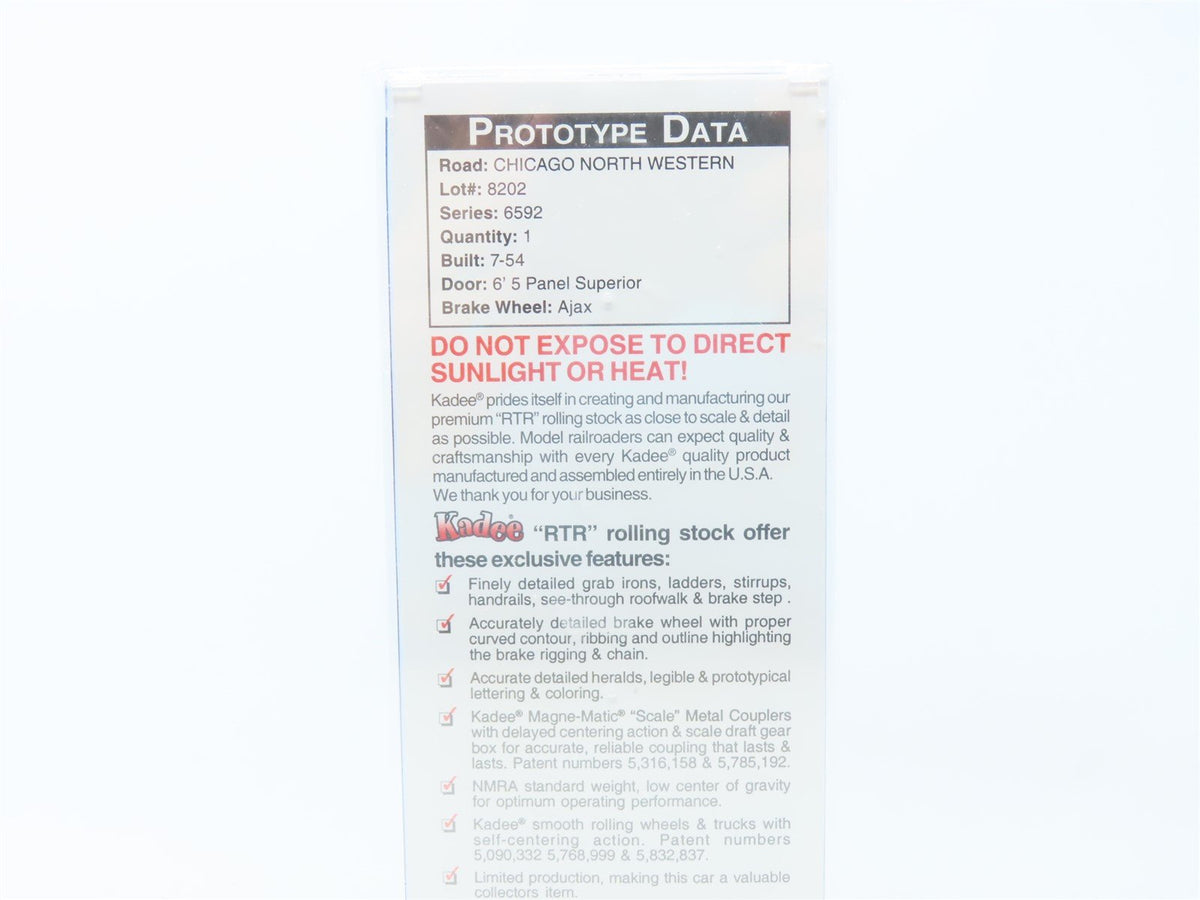 PROTOTYPE DATA
Road: CHICAGO NORTH WESTERN
Lot#: 8202
Series: 6592
Quantity: 1
Built: 7-54
Door: 6' 5 Panel Superior
Brake Wheel: Ajax
DO NOT EXPOSE TO DIRECT
SUNLIGHT OR HEAT!
Kadee® prides itself in creating and manufacturing our
premium “RTR” rolling stock as close to scale & detail
as possible. Model railroaders can expect quality &
craftsmanship with every Kadee® quality product
manufactured and assembled entirely in the U.S.A.
We thank you for your business.
Kadee® “RTR” rolling stock offer
these exclusive features:
Finely detailed grab irons, ladders, stirrups,
handrails, see-through roofwalk & brake step .
Accurately detailed brake wheel with proper
curved contour, ribbing and outline highlighting
the brake rigging & chain.
Accurate detailed heralds, legible & prototypical
lettering & coloring.
Kadee® Magne-Matic® “Scale” Metal Couplers
with delayed centering action & scale draft gear
box for accurate, reliable coupling that lasts &
lasts. Patent numbers 5,316,158 & 5,785,192.
NMRA standard weight, low center of gravity
for optimum operating performance.
Kadee® smooth rolling wheels & trucks with
self-centering action. Patent numbers
5,090,332 5,768,999 & 5,832,837.
Limited production, making this car a valuable
collectors item.